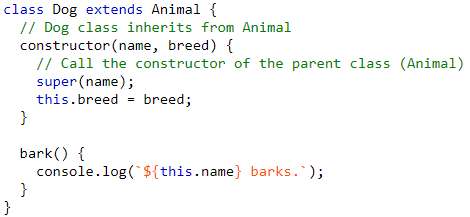 class Dog extends Animal {
  // Dog class inherits from Animal
  constructor(name, breed) {
    // Call the constructor of the parent class (Animal)
    super(name);
    this.breed = breed;
  }

  bark() {
    console.log(`${this.name} barks.`);
  }
}